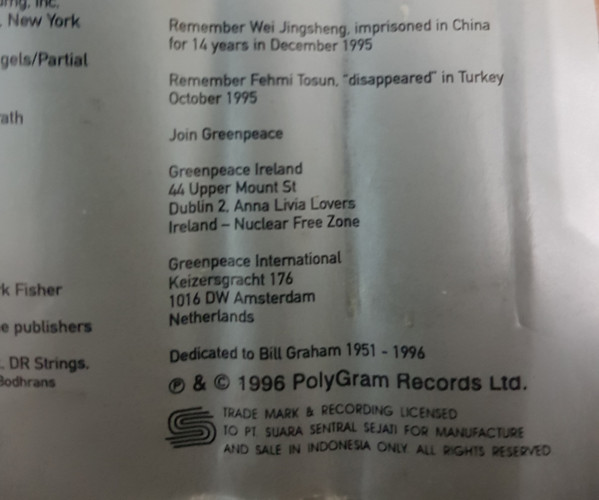 Inc.
New York
gels/Partial
ath
k Fisher
e publishers
DR Strings.
Bodhrans
Remember Wei Jingsheng, imprisoned in China
for 14 years in December 1995
Remember Fehmi Tosun, "disappeared" in Turkey
October 1995
Join Greenpeace
Greenpeace Ireland
44 Upper Mount St
Dublin 2, Anna Livia Lovers
Ireland – Nuclear Free Zone
Greenpeace International
Keizersgracht 176
1016 DW Amsterdam
Netherlands
Dedicated to Bill Graham 1951 - 1996
℗ & © 1996 PolyGram Records Ltd.
TRADE MARK & RECORDING LICENSED
TO PT. SUARA SENTRAL SEJATI FOR MANUFACTURE
AND SALE IN INDONESIA ONLY. ALL RIGHTS RESERVED